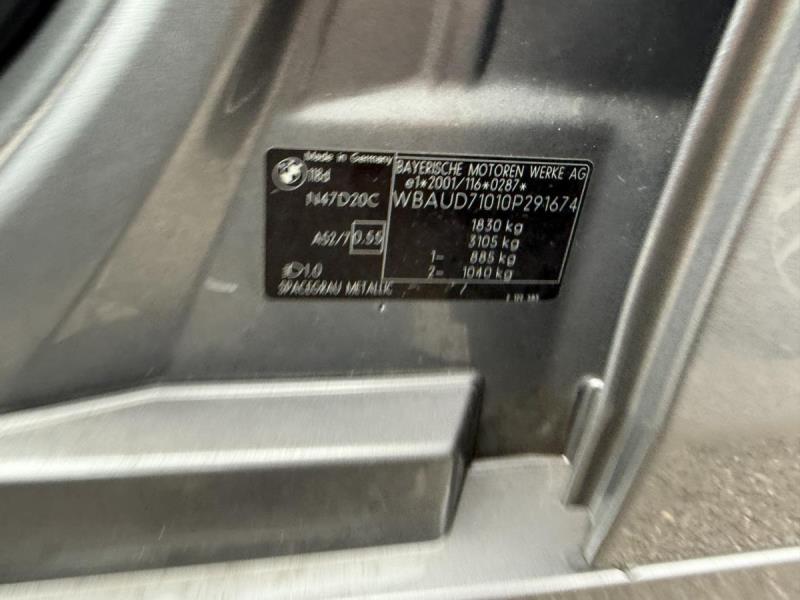 Made in Germany
118d
N47D20C
A52/7 0.55
1.0
SPACEGRAU METALLIC
BAYERISCHE MOTOREN WERKE AG
e1*2001/116*0287*
WBAUD71010P291674
1830 kg
3105 kg
1= 885 kg
2= 1040 kg